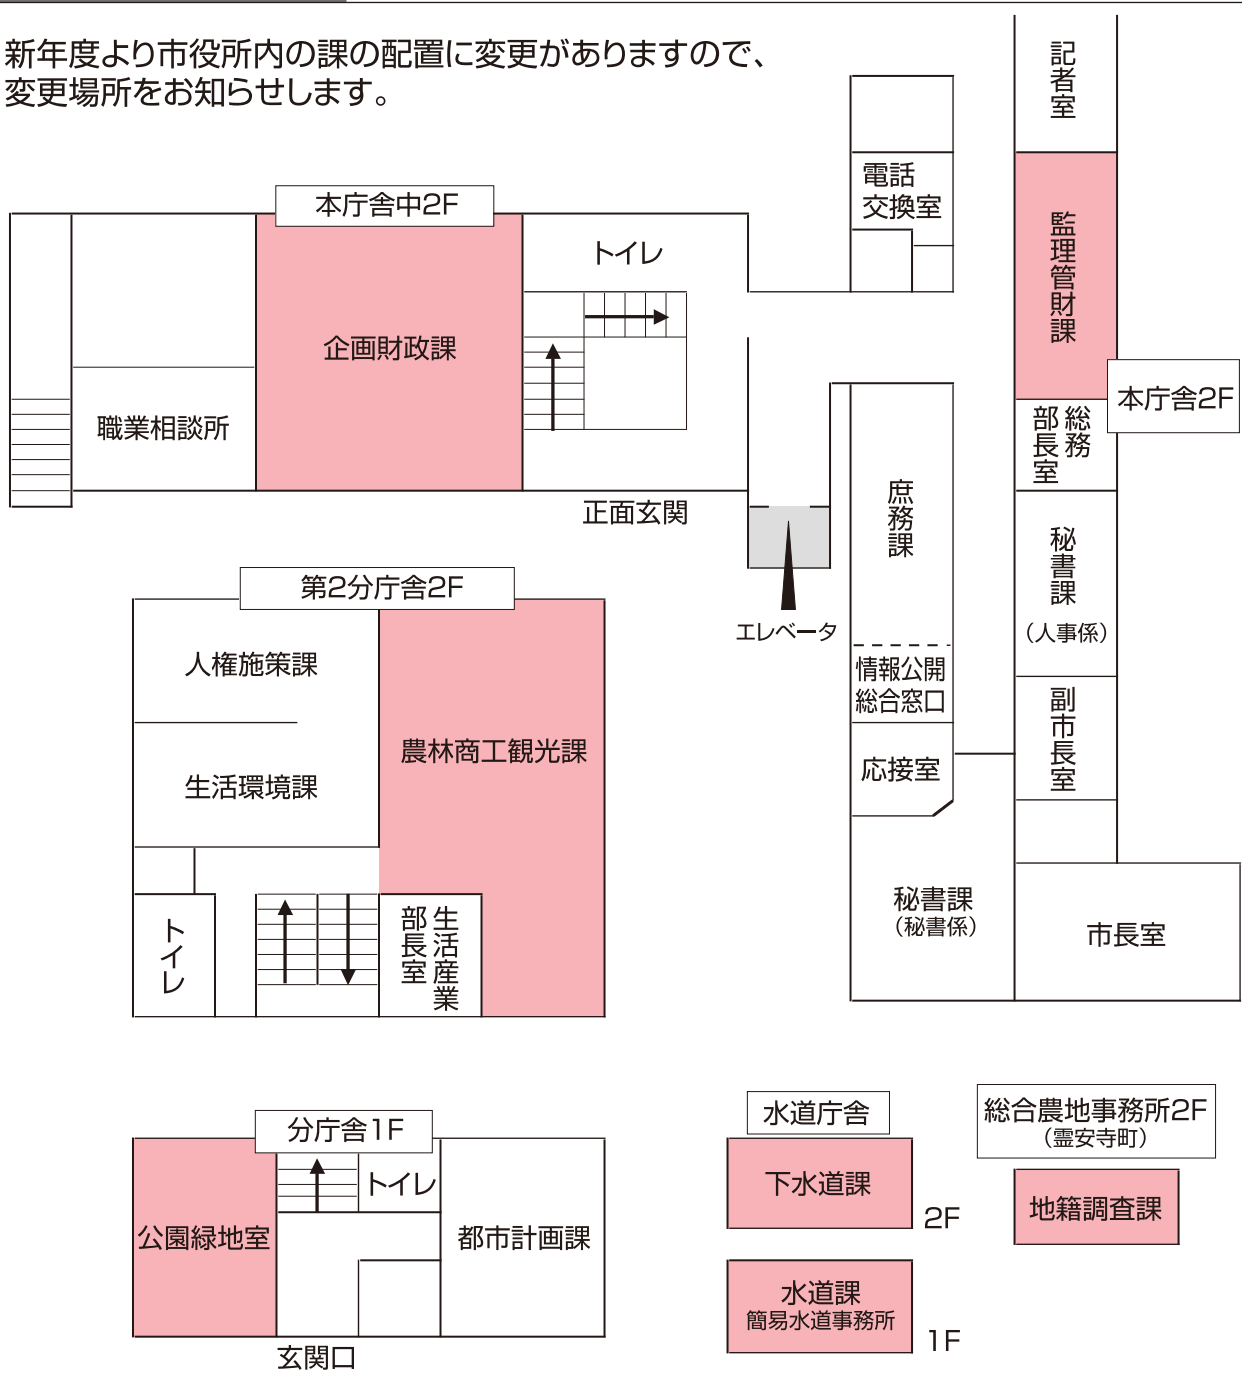 新年度より市役所内の課の配置に変更がありますので、
変更場所をお知らせします。
本庁舎中2F
トイレ
企画財政課
職業相談所
正面玄関
電話
交換室
記者室
監理管財課
本庁舎2F
総務
部長室
庶務課
秘書課
（人事係）
エレベータ
情報公開
総合窓口
副市長室
応接室
秘書課
（秘書係）
市長室
第2分庁舎2F
人権施策課
農林商工観光課
生活環境課
トイレ
生活産業
部長室
分庁舎1F
トイレ
公園緑地室
都市計画課
玄関口
水道庁舎
下水道課
2F
水道課
簡易水道事務所
1F
総合農地事務所2F
（霊安寺町）
地籍調査課